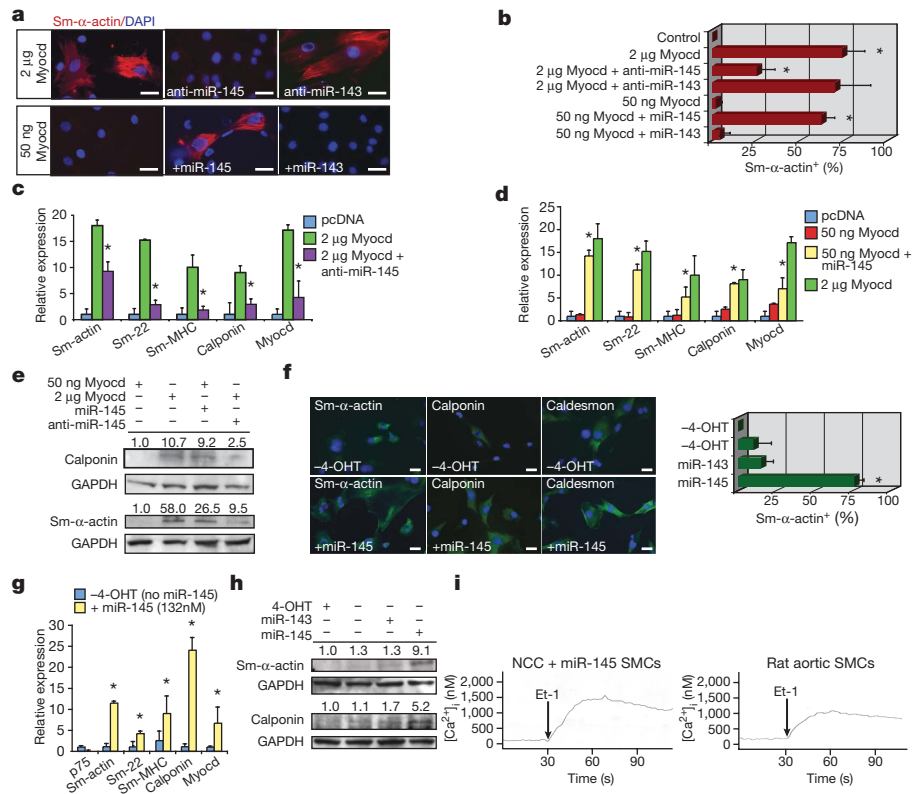 a
Sm-α-actin/DAPI
2 μg Myocd
anti-miR-145
anti-miR-143
50 ng Myocd
+miR-145
+miR-143
b
Control
2 μg Myocd
2 μg Myocd + anti-miR-145
2 μg Myocd + anti-miR-143
50 ng Myocd
50 ng Myocd + miR-145
50 ng Myocd + miR-143
*
*
*
25 50 75 100
Sm-α-actin+ (%)
c
Relative expression
20
15
10
5
0
pcDNA
2 μg Myocd
2 μg Myocd + anti-miR-145
* * * * *
Sm-actin Sm-22 Sm-MHC Calponin Myocd
d
Relative expression
25
20
15
10
5
0
pcDNA
50 ng Myocd
50 ng Myocd + miR-145
2 μg Myocd
* * * * *
Sm-actin Sm-22 Sm-MHC Calponin Myocd
e
50 ng Myocd + – + –
2 μg Myocd – + – +
miR-145 – – + –
anti-miR-145 – – – +
1.0 10.7 9.2 2.5
Calponin
GAPDH
1.0 58.0 26.5 9.5
Sm-actin
GAPDH
f
Sm-α-actin Calponin Caldesmon
–4-OHT –4-OHT –4-OHT
Sm-α-actin Calponin Caldesmon
+miR-145 +miR-145 +miR-145
–4-OHT
–4-OHT
miR-143
miR-145
*
25 50 75 100
Sm-α-actin+ (%)
g
–4-OHT (no miR-145)
+ miR-145 (132nM)
Relative expression
30
25
20
15
10
5
0
* * * * *
p75 Sm-actin Sm-22 Sm-MHC Calponin Myocd
h
4-OHT + – – –
miR-143 – – + –
miR-145 – – – +
1.0 1.3 1.3 9.1
Sm-α-actin
GAPDH
1.0 1.1 1.7 5.2
Calponin
GAPDH
i
NCC + miR-145 SMCs
[Ca2+]i (nM)
2,000
1,500
1,000
500
0
Et-1
30 60 90
Time (s)
Rat aortic SMCs
[Ca2+]i (nM)
2,000
1,500
1,000
500
0
Et-1
30 60 90
Time (s)